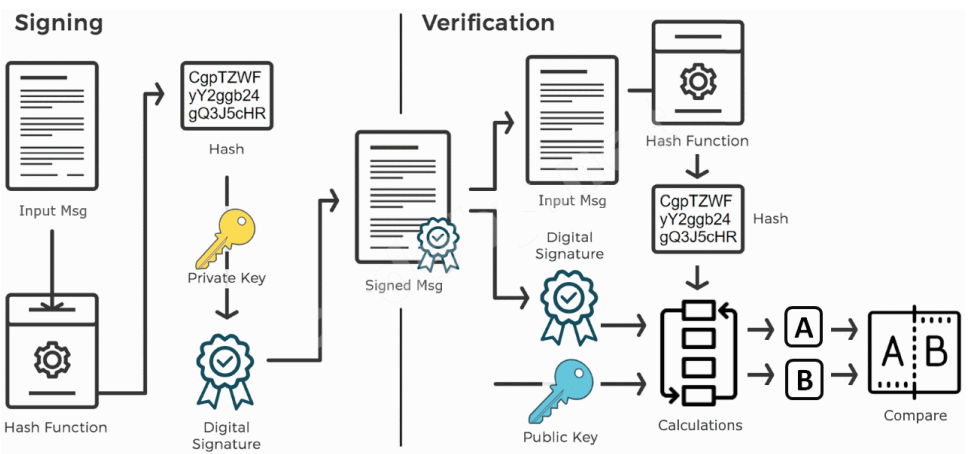 Signing
Input Msg
Hash Function
CgpTZWF
yY2ggb24
gQ3J5cHR
Hash
Private Key
Digital
Signature
Signed Msg
Verification
Input Msg
Hash Function
CgpTZWF
yY2ggb24
gQ3J5cHR
Hash
Digital
Signature
Public Key
Calculations
A
B
A B
Compare